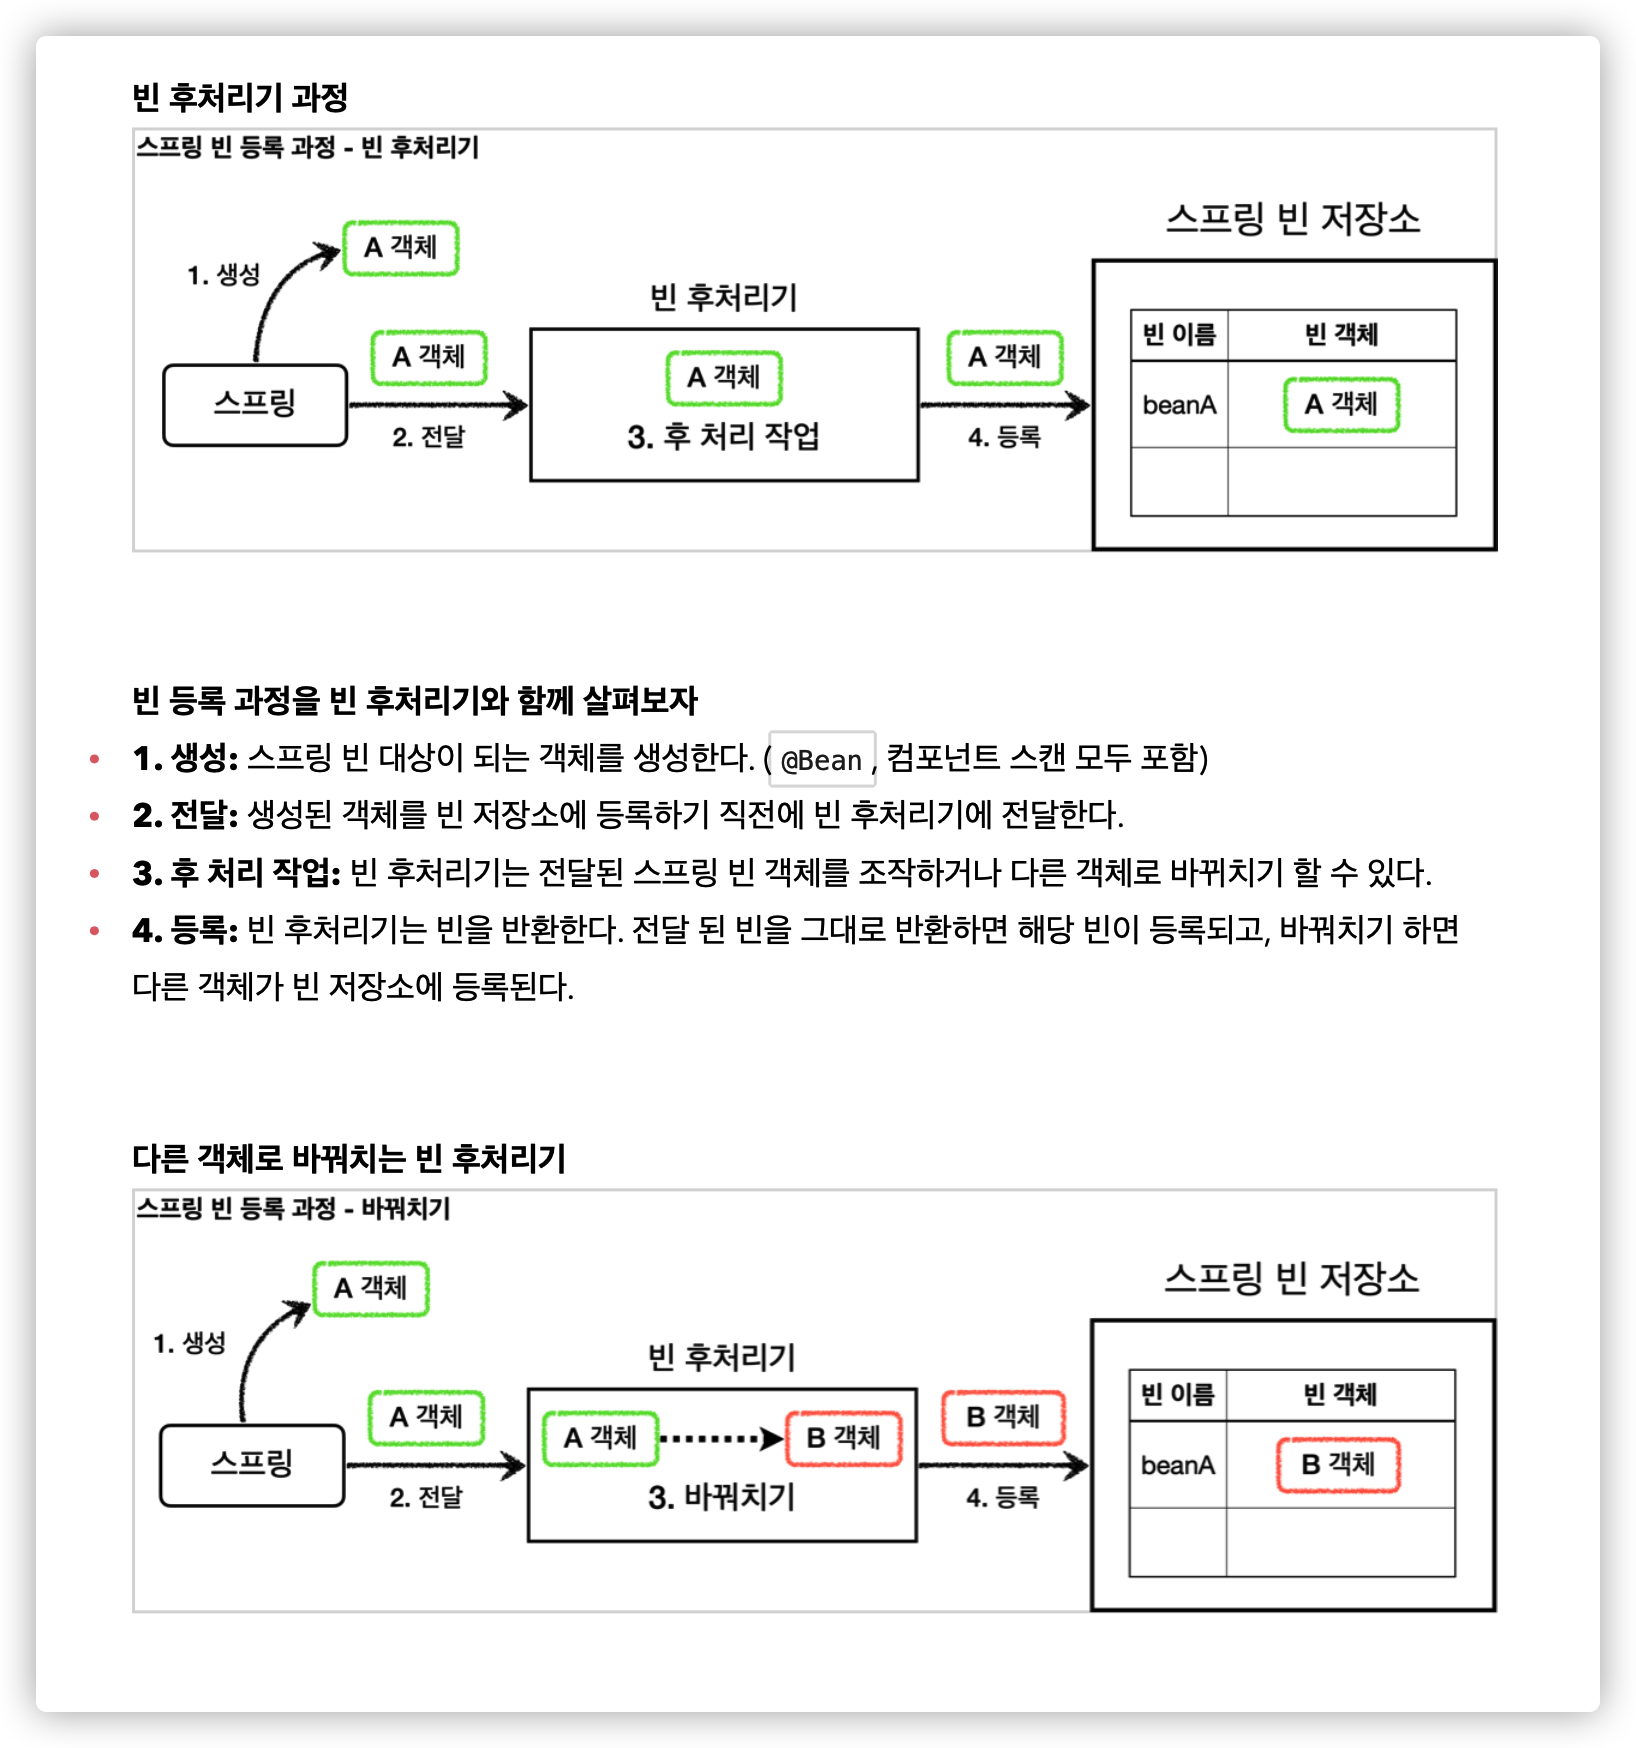 빈 후처리기 과정
스프링 빈 등록 과정 - 빈 후처리기
스프링 빈 저장소
A 객체
1. 생성
빈 후처리기
빈 이름
빈 객체
A 객체
A 객체
A 객체
스프링
beanA
A 객체
2. 전달
3. 후 처리 작업
4. 등록
빈 등록 과정을 빈 후처리기와 함께 살펴보자
• 1. 생성: 스프링 빈 대상이 되는 객체를 생성한다. ( @Bean , 컴포넌트 스캔 모두 포함)
• 2. 전달: 생성된 객체를 빈 저장소에 등록하기 직전에 빈 후처리기에 전달한다.
• 3. 후 처리 작업: 빈 후처리기는 전달된 스프링 빈 객체를 조작하거나 다른 객체로 바뀌치기 할 수 있다.
• 4. 등록: 빈 후처리기는 빈을 반환한다. 전달 된 빈을 그대로 반환하면 해당 빈이 등록되고, 바꿔치기 하면
다른 객체가 빈 저장소에 등록된다.
다른 객체로 바꿔치는 빈 후처리기
스프링 빈 등록 과정 - 바꿔치기
스프링 빈 저장소
A 객체
1. 생성
빈 후처리기
빈 이름
빈 객체
A 객체
A 객체
B 객체
B 객체
스프링
beanA
B 객체
2. 전달
3. 바꿔치기
4. 등록